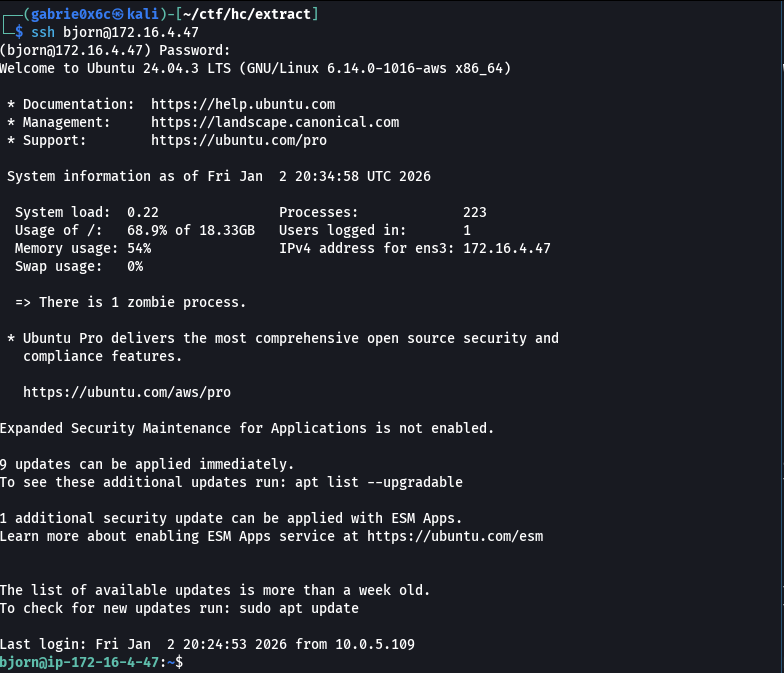 ┌──(gabrie0x6c㉿kali)-[~/ctf/hc/extract]
└─$ ssh bjorn@172.16.4.47
(bjorn@172.16.4.47) Password:
Welcome to Ubuntu 24.04.3 LTS (GNU/Linux 6.14.0-1016-aws x86_64)
* Documentation:  https://help.ubuntu.com
* Management:     https://landscape.canonical.com
* Support:        https://ubuntu.com/pro
System information as of Fri Jan  2 20:34:58 UTC 2026
System load:  0.22               Processes:             223
Usage of /:   68.9% of 18.33GB   Users logged in:       1
Memory usage: 54%                IPv4 address for ens3: 172.16.4.47
Swap usage:   0%
=> There is 1 zombie process.
* Ubuntu Pro delivers the most comprehensive open source security and
compliance features.
https://ubuntu.com/aws/pro
Expanded Security Maintenance for Applications is not enabled.
9 updates can be applied immediately.
To see these additional updates run: apt list --upgradable
1 additional security update can be applied with ESM Apps.
Learn more about enabling ESM Apps service at https://ubuntu.com/esm
The list of available updates is more than a week old.
To check for new updates run: sudo apt update
Last login: Fri Jan  2 20:24:53 2026 from 10.0.5.109
bjorn@ip-172-16-4-47:~$